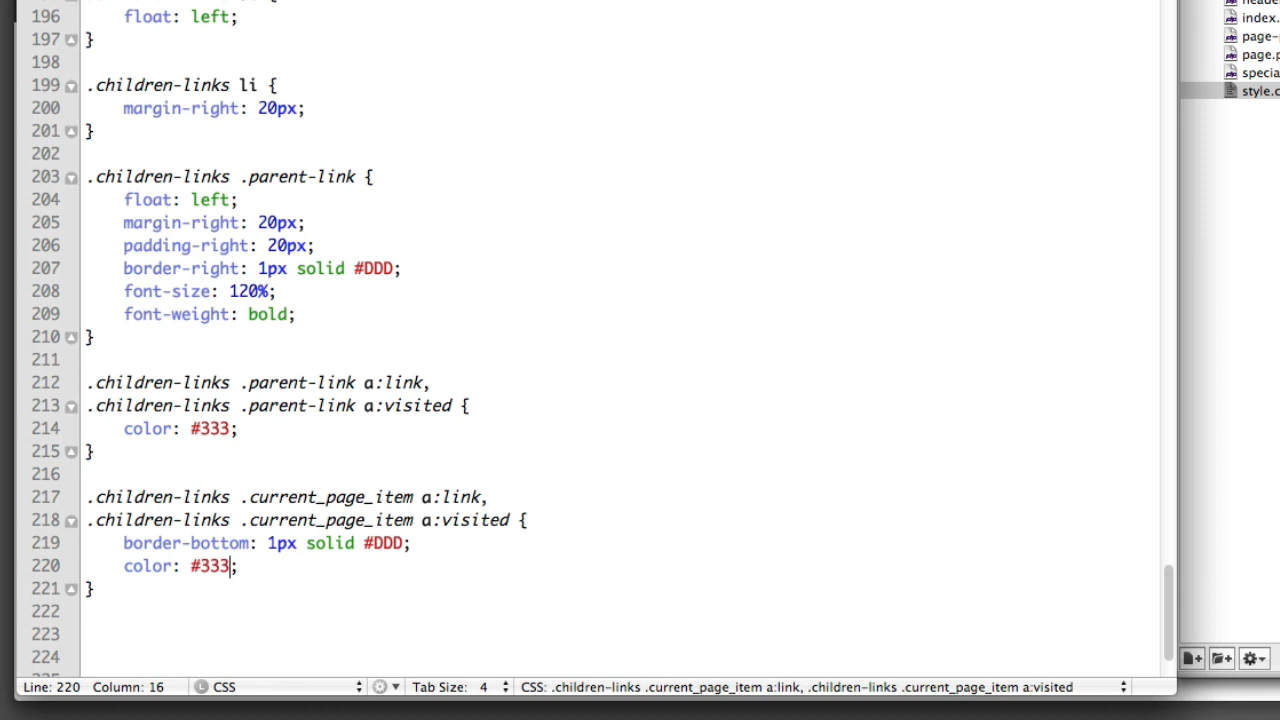 196 float: left;
197 }
198
199 .children-links li {
200 margin-right: 20px;
201 }
202
203 .children-links .parent-link {
204 float: left;
205 margin-right: 20px;
206 padding-right: 20px;
207 border-right: 1px solid #DDD;
208 font-size: 120%;
209 font-weight: bold;
210 }
211
212 .children-links .parent-link a:link,
213 .children-links .parent-link a:visited {
214 color: #333;
215 }
216
217 .children-links .current_page_item a:link,
218 .children-links .current_page_item a:visited {
219 border-bottom: 1px solid #DDD;
220 color: #333;
221 }
222
223
224
index.
page-
page.p
specia
style.c
Line: 220 Column: 16 L CSS Tab Size: 4 CSS: .children-links .current_page_item a:link, .children-links .current_page_item a:visited